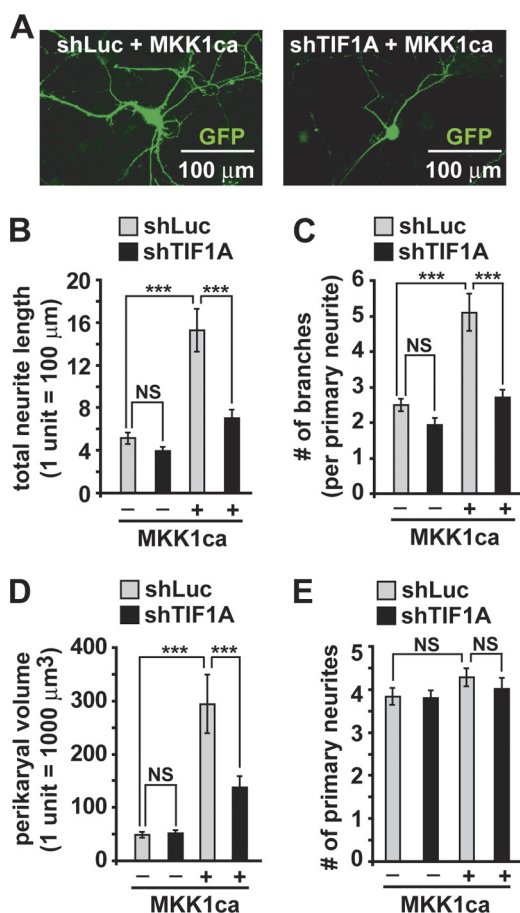 A
shLuc + MKK1ca
GFP
100 μm
shTIF1A + MKK1ca
GFP
100 μm
B
shLuc
shTIF1A
total neurite length
(1 unit = 100 μm)
20
16
12
8
4
0
***
***
NS
– – + +
MKK1ca
C
shLuc
shTIF1A
# of branches
(per primary neurite)
6
5
4
3
2
1
0
***
***
NS
– – + +
MKK1ca
D
shLuc
shTIF1A
perikaryal volume
(1 unit = 1000 μm3)
400
300
200
100
50
0
***
***
NS
– – + +
MKK1ca
E
shLuc
shTIF1A
# of primary neurites
5
4
3
2
1
0
NS
NS
– – + +
MKK1ca